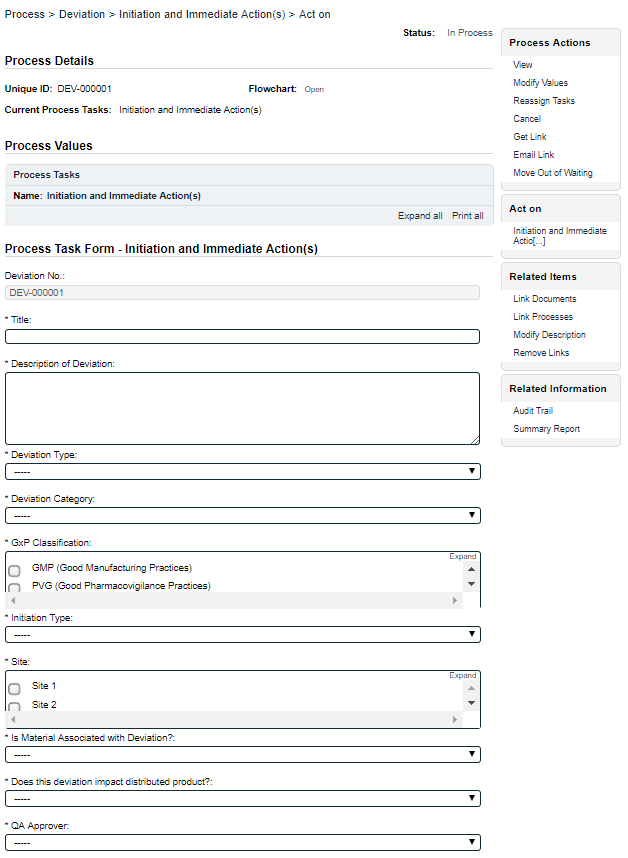 Process > Deviation > Initiation and Immediate Action(s) > Act on
Status: In Process
Process Details
Unique ID: DEV-000001 Flowchart: Open
Current Process Tasks: Initiation and Immediate Action(s)
Process Values
Process Tasks
Name: Initiation and Immediate Action(s)
Expand all Print all
Process Task Form - Initiation and Immediate Action(s)
Deviation No.:
DEV-000001
* Title:
* Description of Deviation:
* Deviation Type:
-----
* Deviation Category:
-----
* GxP Classification:
Expand
GMP (Good Manufacturing Practices)
PVG (Good Pharmacovigilance Practices)
* Initiation Type:
-----
* Site:
Expand
Site 1
Site 2
* Is Material Associated with Deviation?:
-----
* Does this deviation impact distributed product?:
-----
* QA Approver:
-----
Process Actions
View
Modify Values
Reassign Tasks
Cancel
Get Link
Email Link
Move Out of Waiting
Act on
Initiation and Immediate
Actio[...]
Related Items
Link Documents
Link Processes
Modify Description
Remove Links
Related Information
Audit Trail
Summary Report